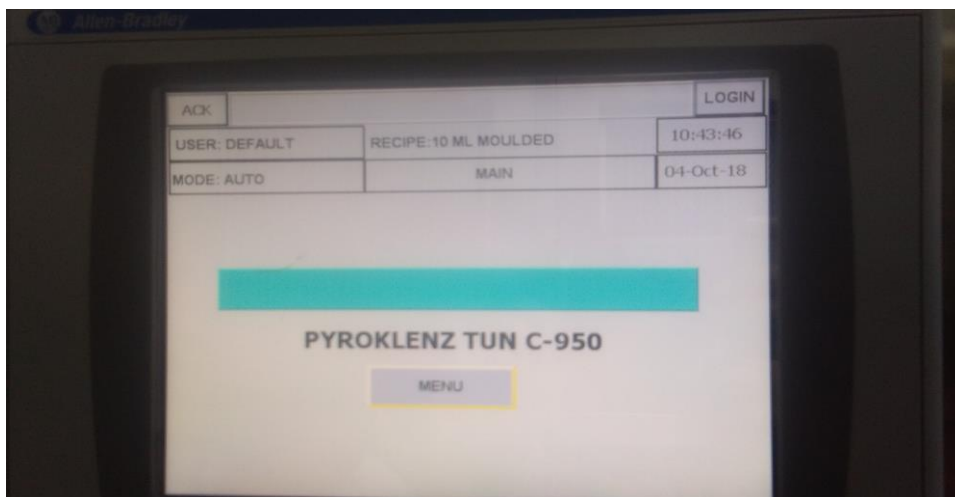 AB Allen-Bradley
ACK LOGIN
USER: DEFAULT RECIPE:10 ML MOULDED 10:43:46
MODE: AUTO MAIN 04-Oct-18
PYROKLENZ TUN C-950
MENU